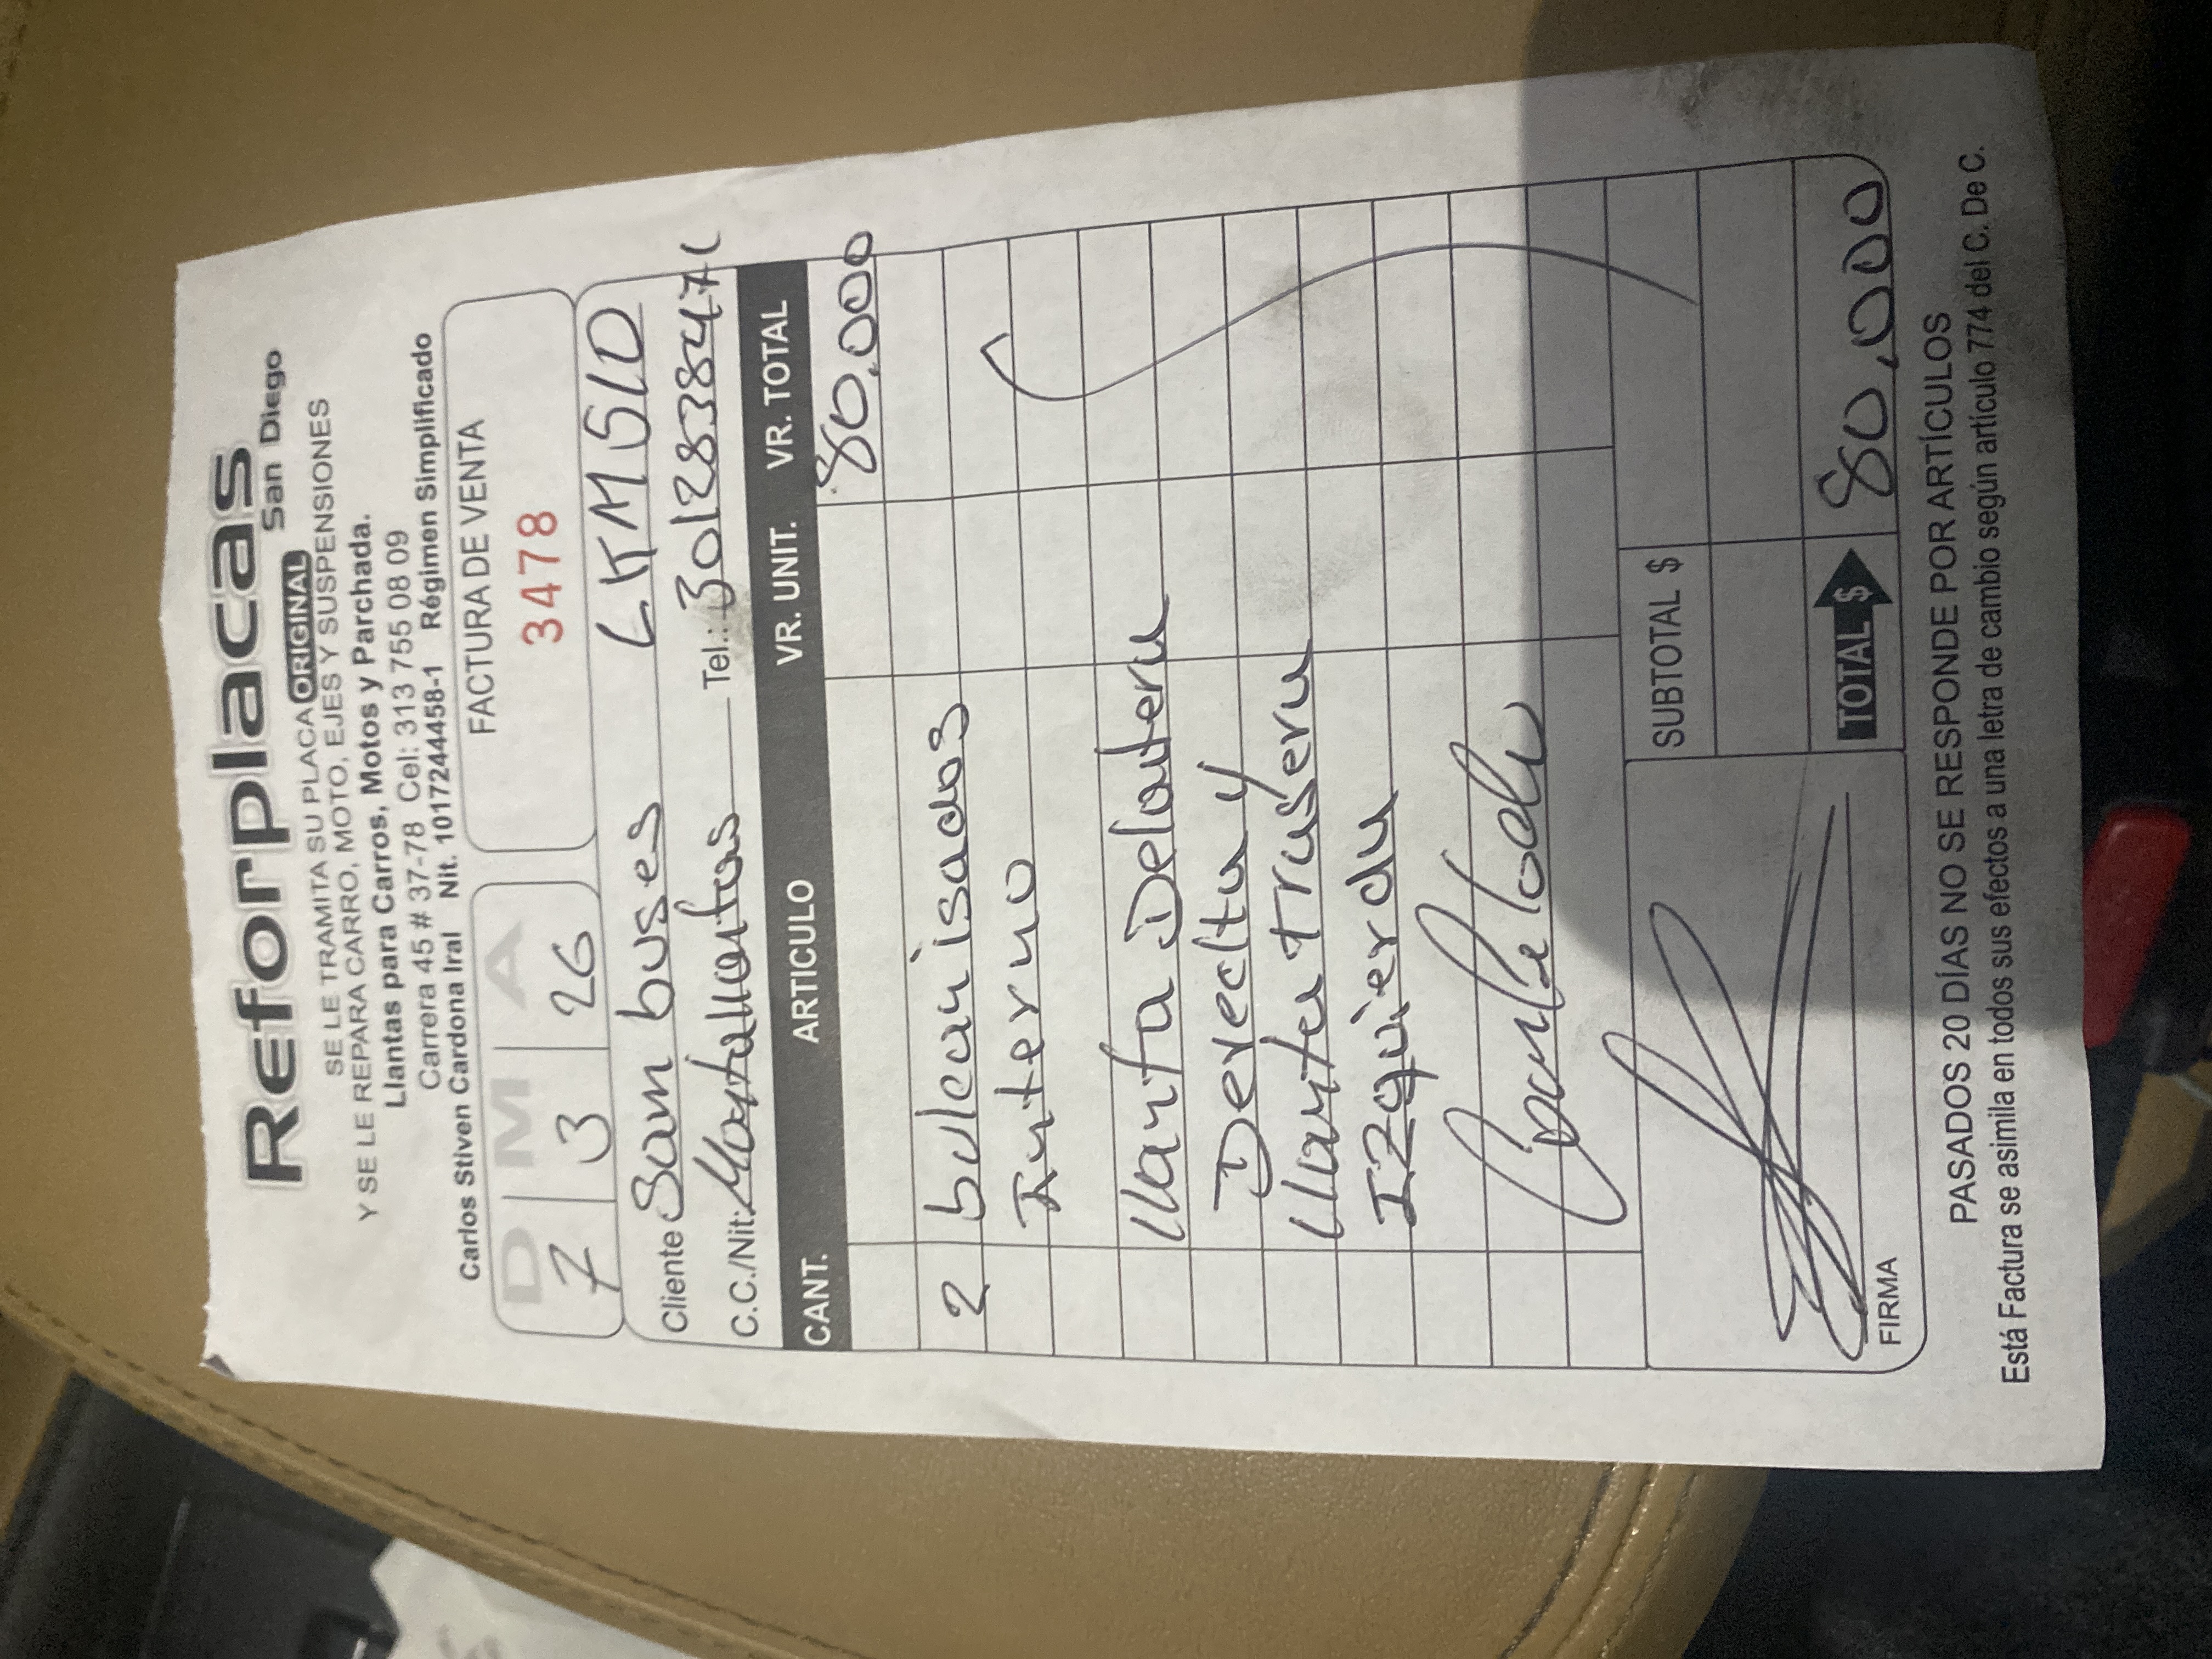 Reforplacas
ORIGINAL San Diego
SE LE TRAMITA SU PLACA
Y SE LE REPARA CARRO, MOTO, EJES Y SUSPENSIONES
Llantas para Carros, Motos y Parchada.
Carrera 45 # 37-78 Cel: 313 755 08 09
Carlos Stiven Cardona Iral Nit. 1017244458-1 Régimen Simplificado
D M A FACTURA DE VENTA
7 3 26 3478
Cliente Sam buses LKM510
C.C./Nit: Montallantas Tel.: 301283847
CANT. ARTICULO VR. UNIT. VR. TOTAL
80.000
2 bulcanisados
Interno
llanta Delantera
Derecha y
llanta trasera
IZquierda
SUBTOTAL $
TOTAL $ 80.000
FIRMA
PASADOS 20 DÍAS NO SE RESPONDE POR ARTÍCULOS
Está Factura se asimila en todos sus efectos a una letra de cambio según artículo 774 del C. De C.